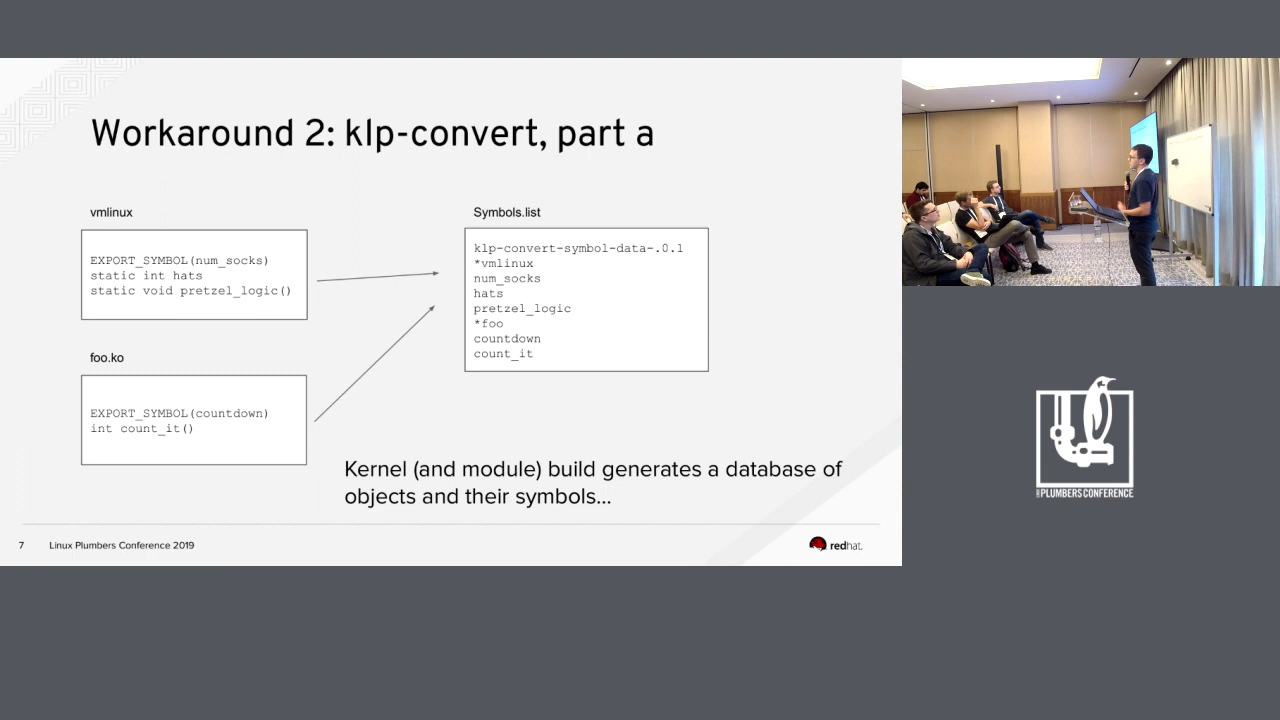 Workaround 2: klp-convert, part a
vmlinux
EXPORT_SYMBOL(num_socks)
static int hats
static void pretzel_logic()
foo.ko
EXPORT_SYMBOL(countdown)
int count_it()
Symbols.list
klp-convert-symbol-data-.0.1
*vmlinux
num_socks
hats
pretzel_logic
*foo
countdown
count_it
Kernel (and module) build generates a database of
objects and their symbols...
7 Linux Plumbers Conference 2019
redhat.
PLUMBERS CONFERENCE